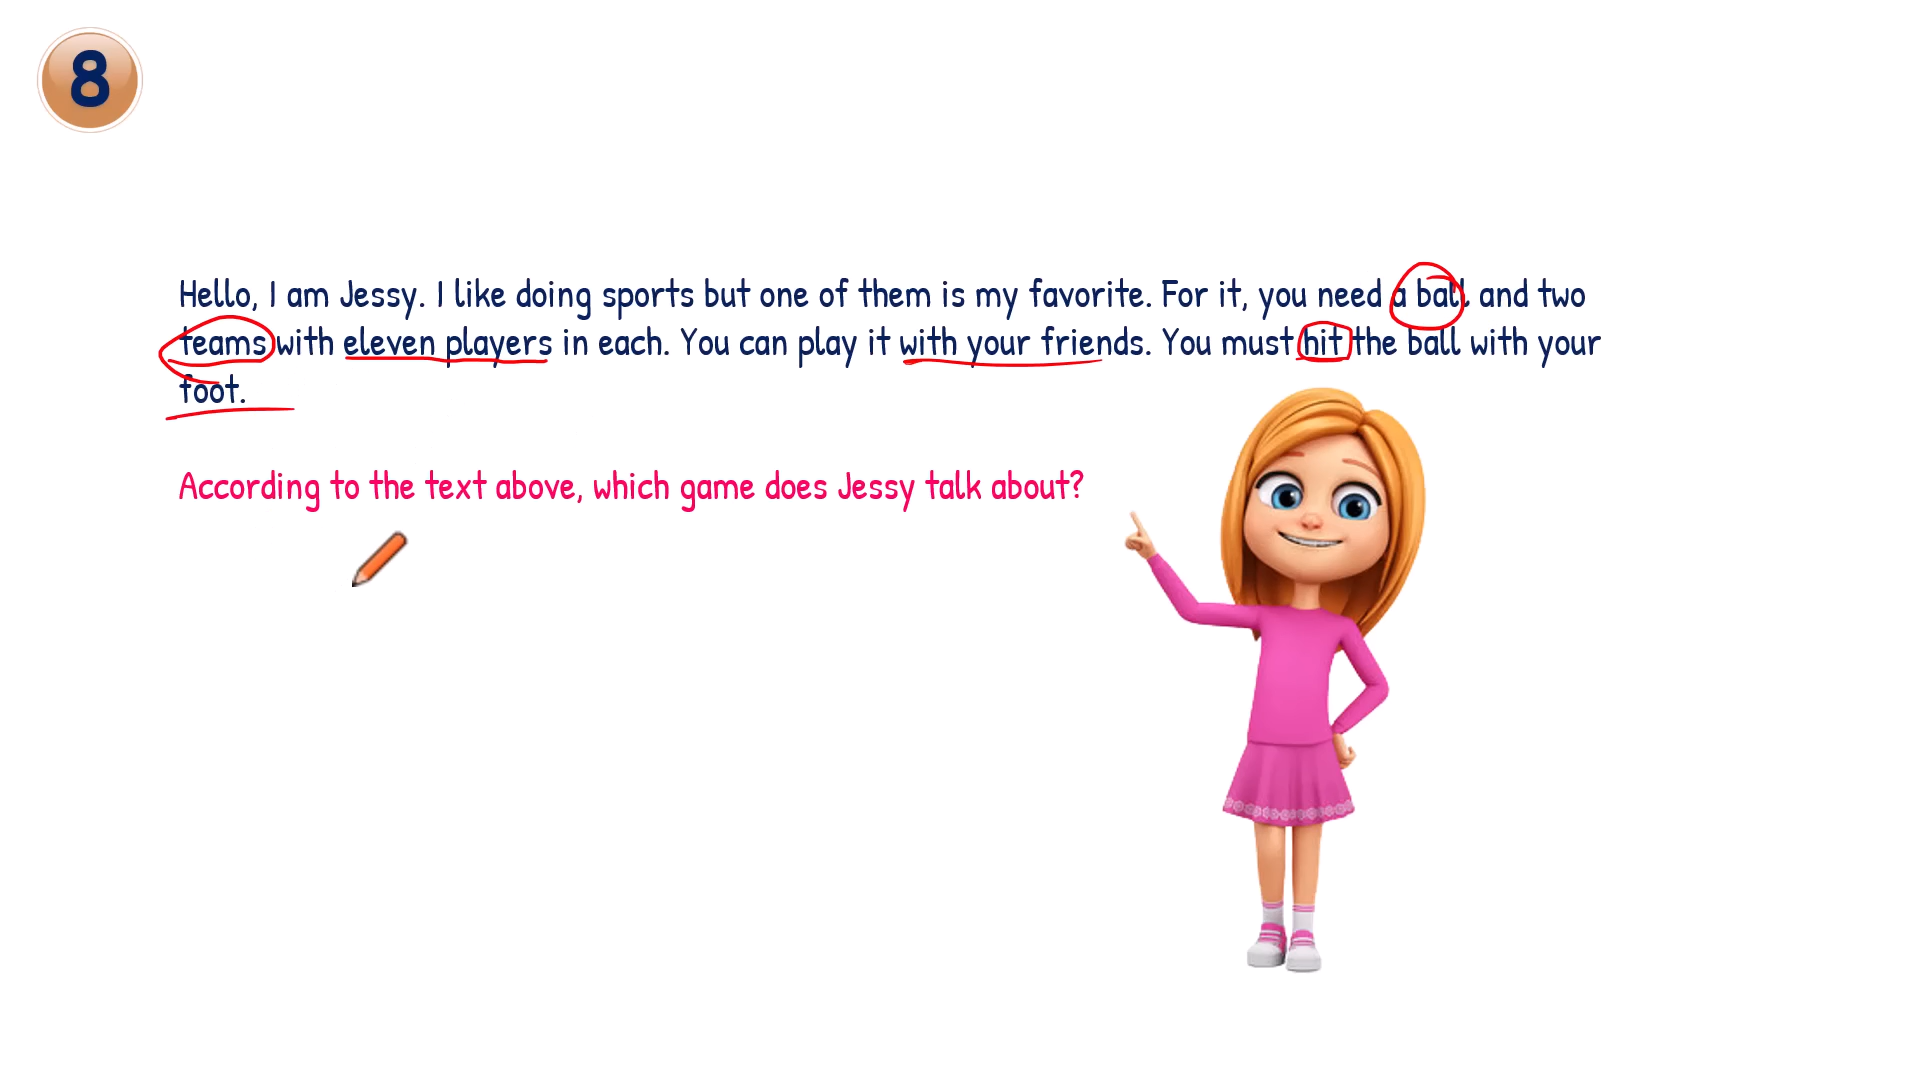 8
Hello, I am Jessy. I like doing sports but one of them is my favorite. For it, you need a ball and two
teams with eleven players in each. You can play it with your friends. You must hit the ball with your
foot.
According to the text above, which game does Jessy talk about?